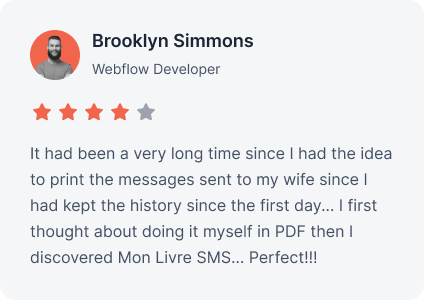 Brooklyn Simmons
Webflow Developer
It had been a very long time since I had the idea
to print the messages sent to my wife since I
had kept the history since the first day... I first
thought about doing it myself in PDF then I
discovered Mon Livre SMS... Perfect!!!